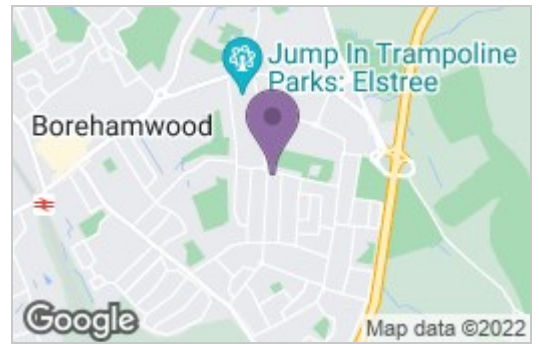 Jump In Trampoline
Parks: Elstree
Borehamwood
Google
Map data ©2022